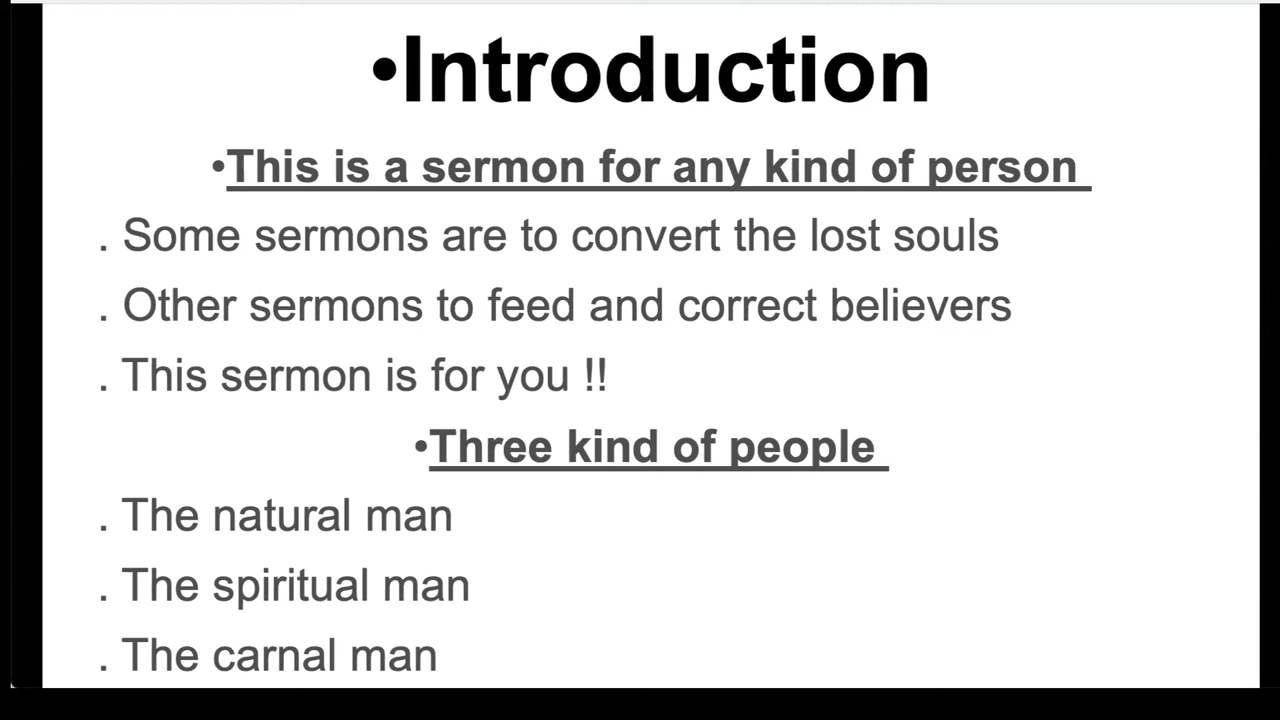 •Introduction
•This is a sermon for any kind of person
. Some sermons are to convert the lost souls
. Other sermons to feed and correct believers
. This sermon is for you !!
•Three kind of people
. The natural man
. The spiritual man
. The carnal man